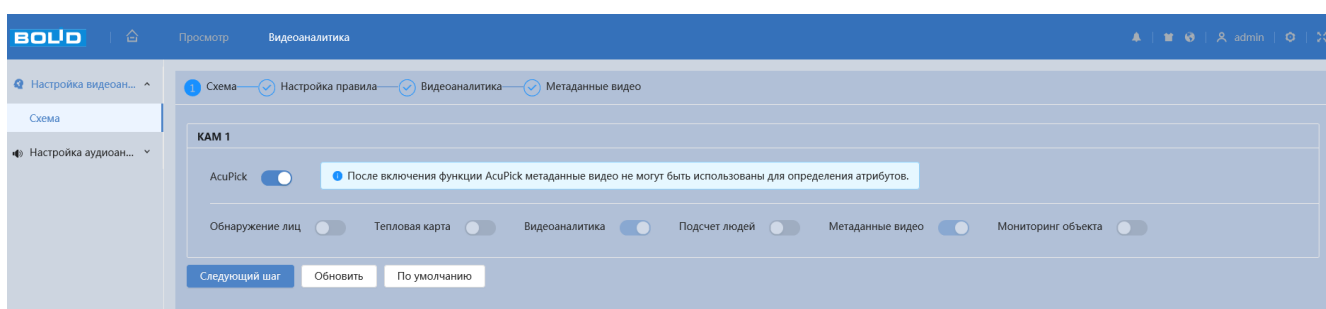 BOLID Просмотр Видеоаналитика admin
Настройка видеоан... 1 Схема Настройка правила Видеоаналитика Метаданные видео
Схема
КАМ 1
Настройка аудиоан...
AcuPick После включения функции AcuPick метаданные видео не могут быть использованы для определения атрибутов.
Обнаружение лиц Тепловая карта Видеоаналитика Подсчет людей Метаданные видео Мониторинг объекта
Следующий шаг Обновить По умолчанию